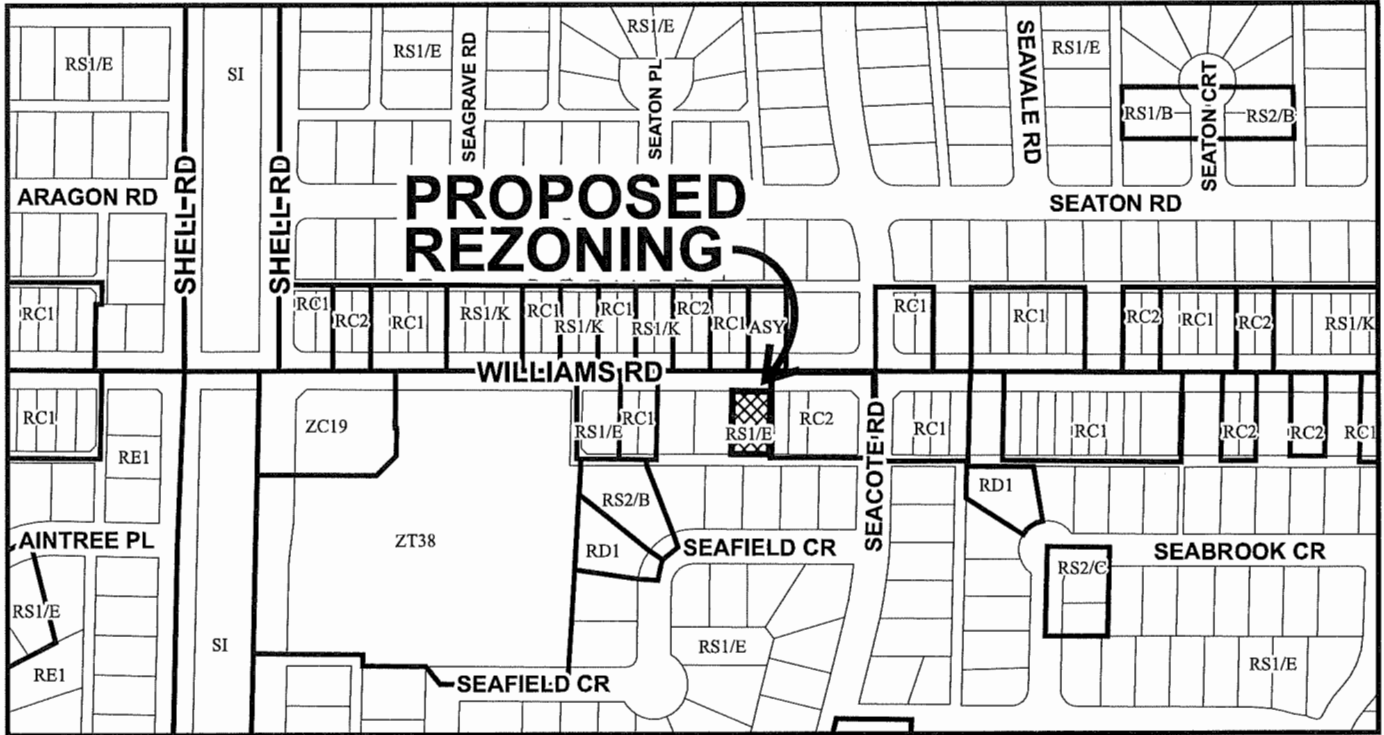 RS1/E
SI
RS1/E
SEAGRAVE RD
RS1/E
SEATON PL
SEAVALE RD
RS1/E
RS1/B
SEATON CRT
RS2/B
ARAGON RD
SHELL RD
SHELL RD
PROPOSED
REZONING
SEATON RD
RC1
RC1
RC2
RC1
RS1/K
RC1
RS1/K
RC1
RS1/K
RC2
RC1
ASY
RC1
RC1
RC2
RC1
RC2
RS1/K
WILLIAMS RD
RC1
RE1
ZC19
RS1/E
RC1
RS1/E
RC2
SEACOTE RD
RC1
RC1
RC2
RC2
RC1
AINTREE PL
ZT38
RS2/B
RD1
SEAFIELD CR
RD1
SEABROOK CR
RS2/C
RS1/E
RE1
SI
RS1/E
RS1/E
SEAFIELD CR